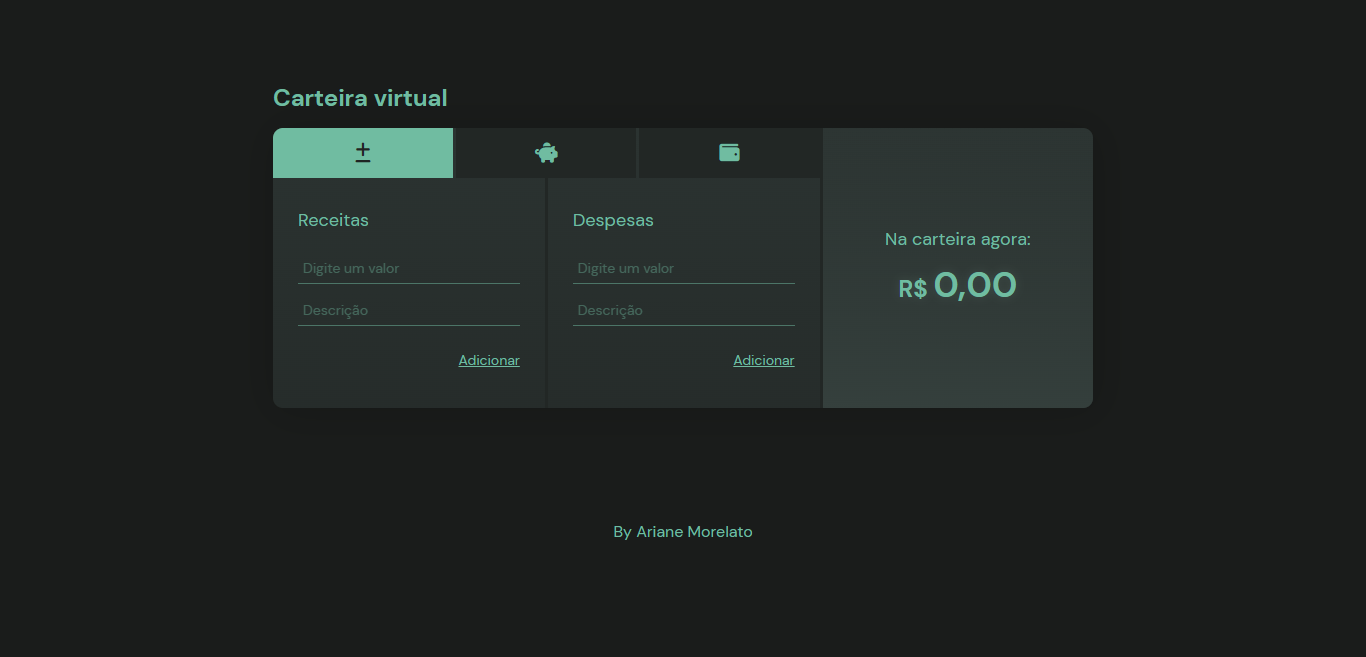 Carteira virtual
Receitas
Digite um valor
Descrição
Adicionar
Despesas
Digite um valor
Descrição
Adicionar
Na carteira agora:
R$ 0,00
By Ariane Morelato